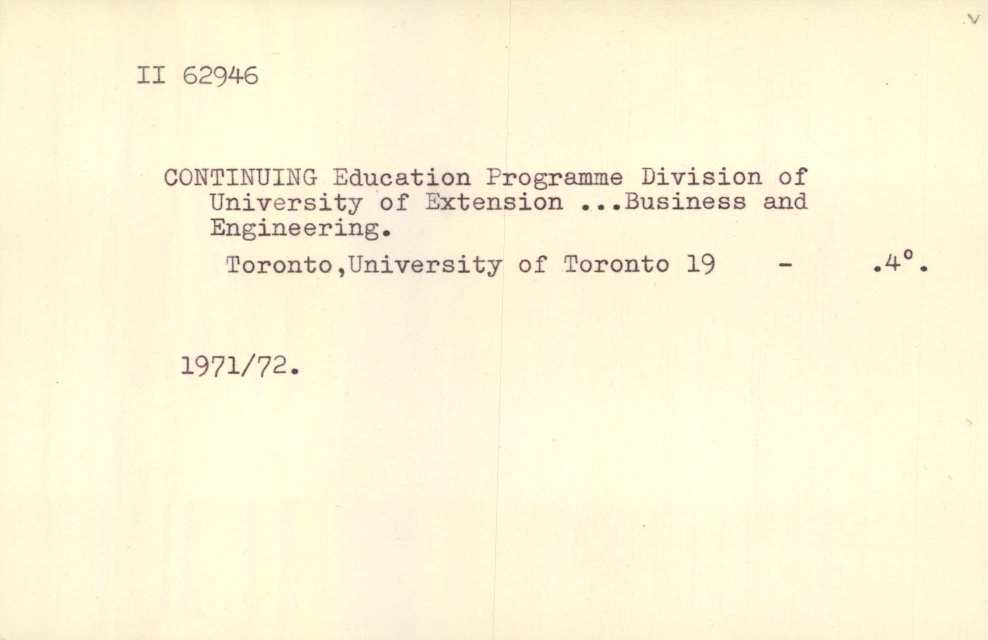 II 62946
CONTINUING Education Programme Division of
University of Extension ...Business and
Engineering.
Toronto,University of Toronto 19 - .4°.
1971/72.